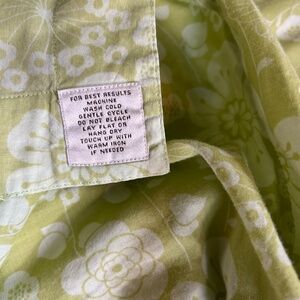 FOR BEST RESULTS
MACHINE
WASH COLD
GENTLE CYCLE
DO NOT BLEACH
LAY FLAT OR
HANG DRY
TOUCH UP WITH
WARM IRON
IF NEEDED